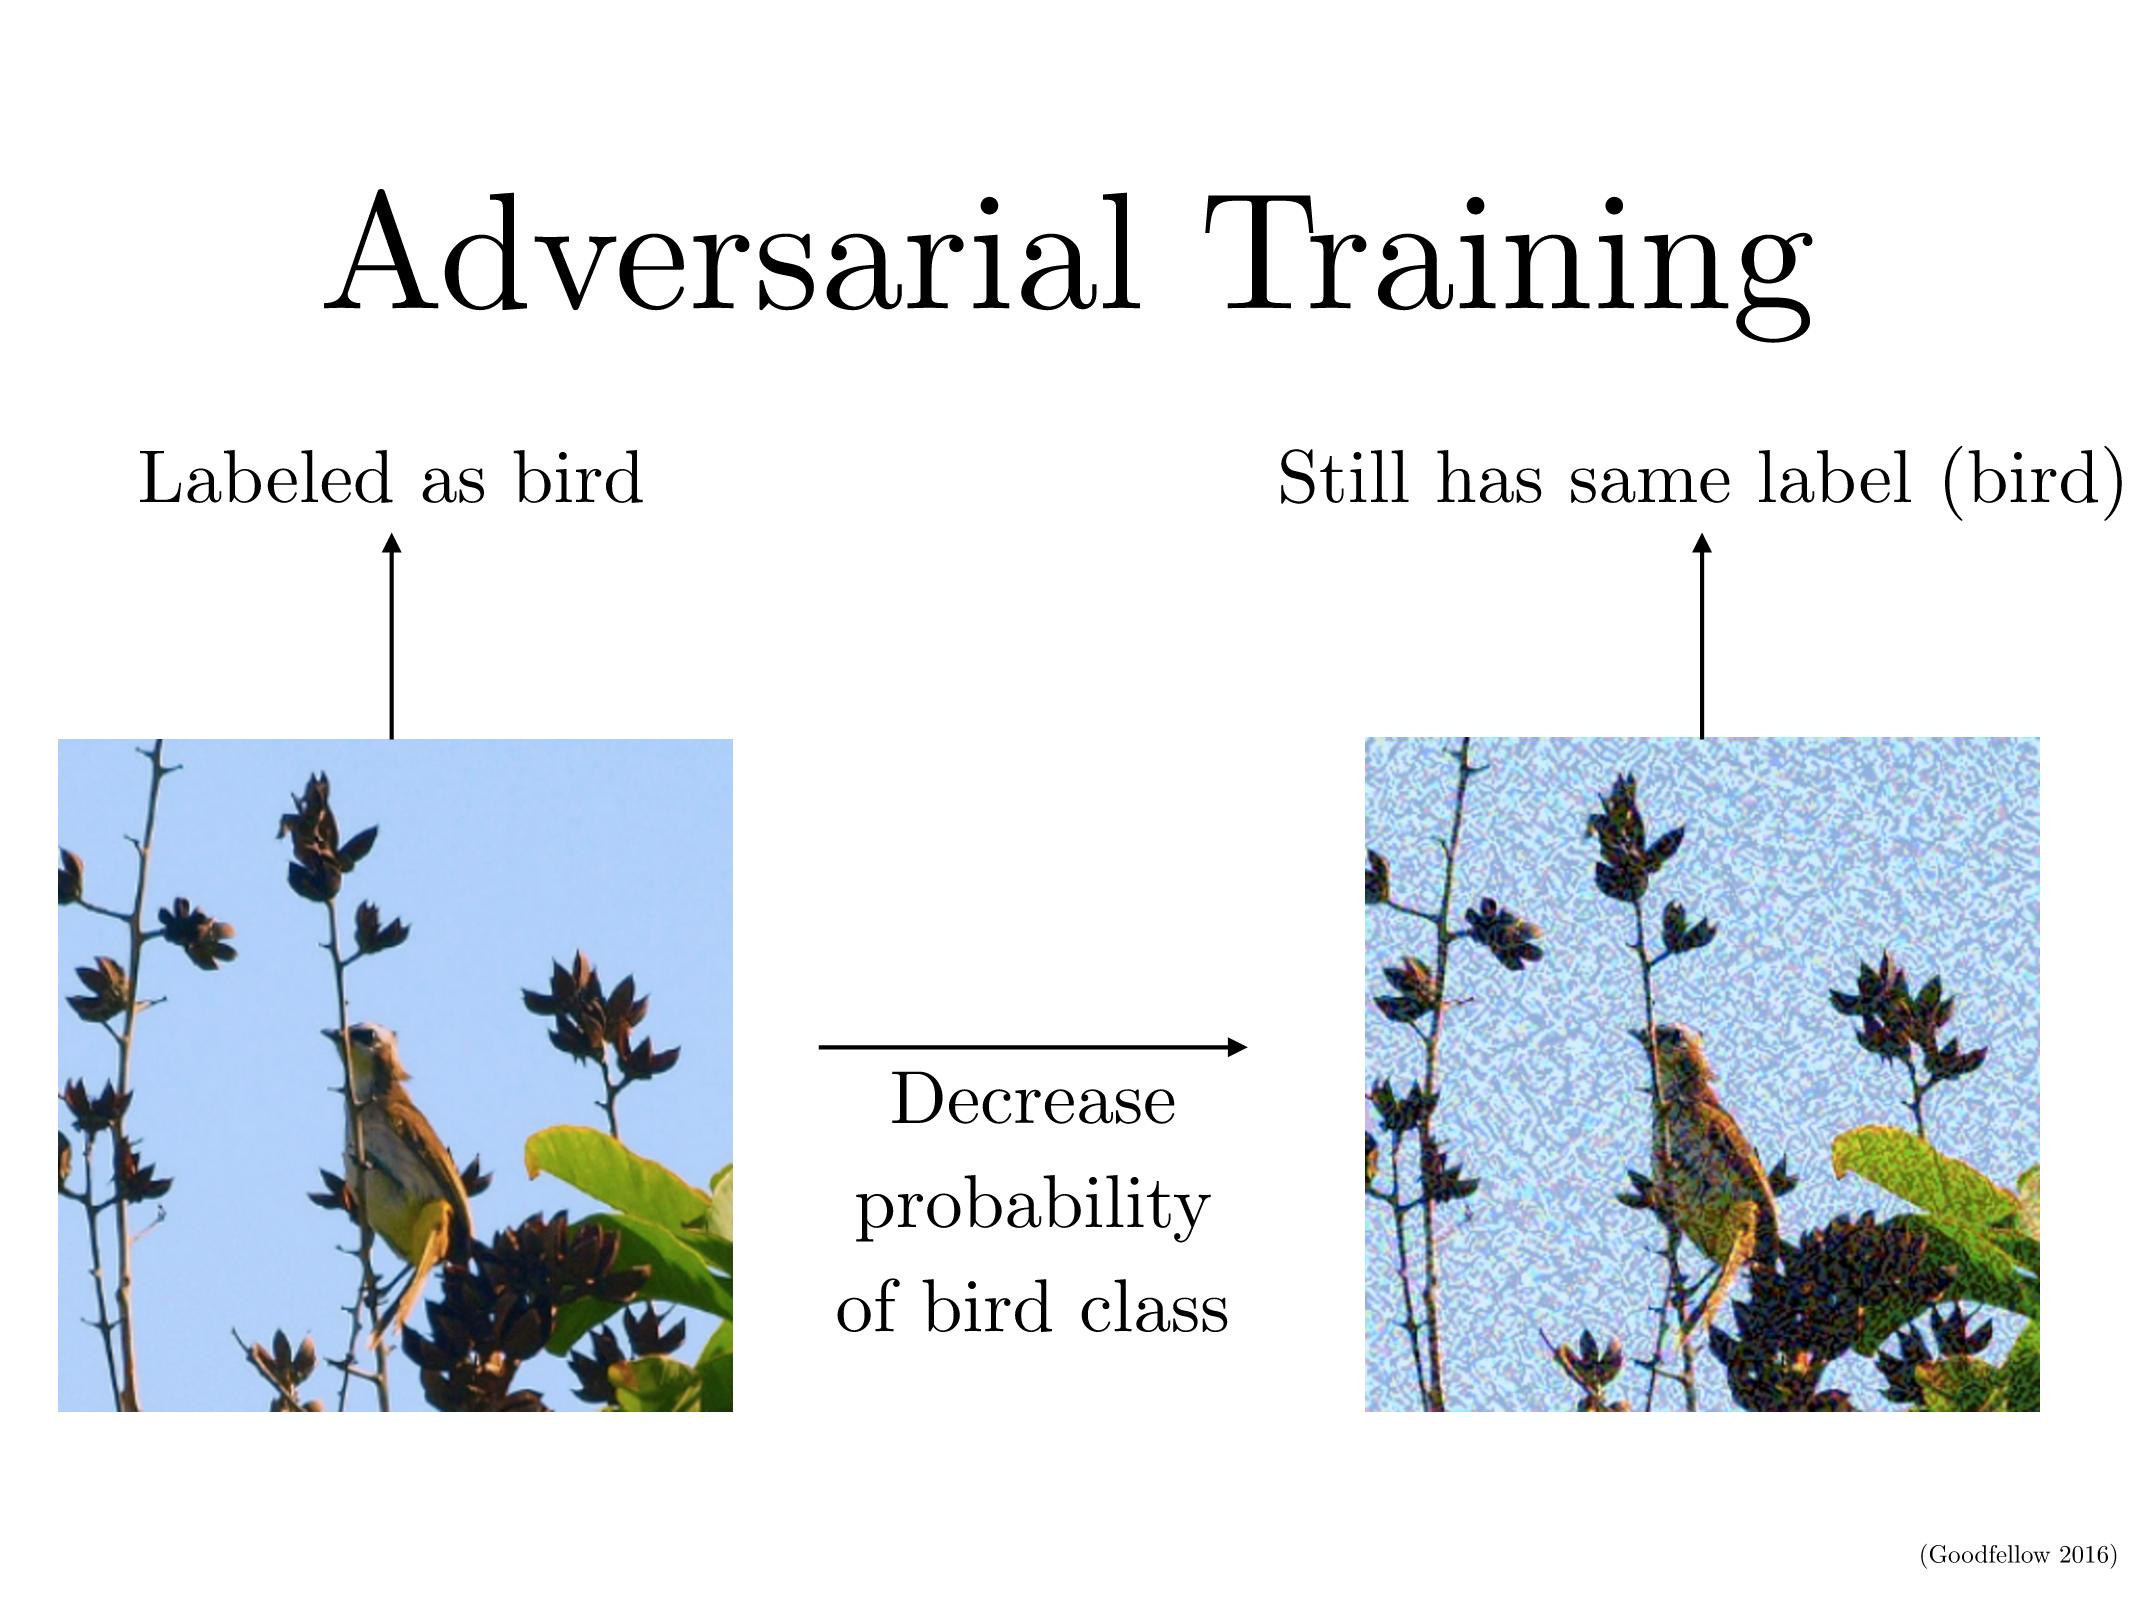 Adversarial Training
Labeled as bird
Still has same label (bird)
Decrease
probability
of bird class
(Goodfellow 2016)